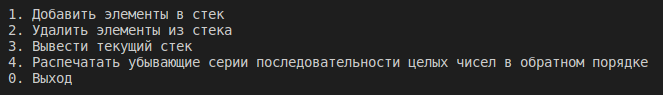 1. Добавить элементы в стек
2. Удалить элементы из стека
3. Вывести текущий стек
4. Распечатать убывающие серии последовательности целых чисел в обратном порядке
0. Выход